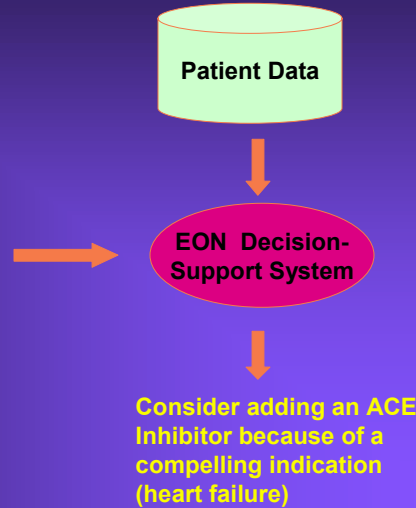 Patient Data
EON Decision-
Support System
Consider adding an ACE
Inhibitor because of a
compelling indication
(heart failure)